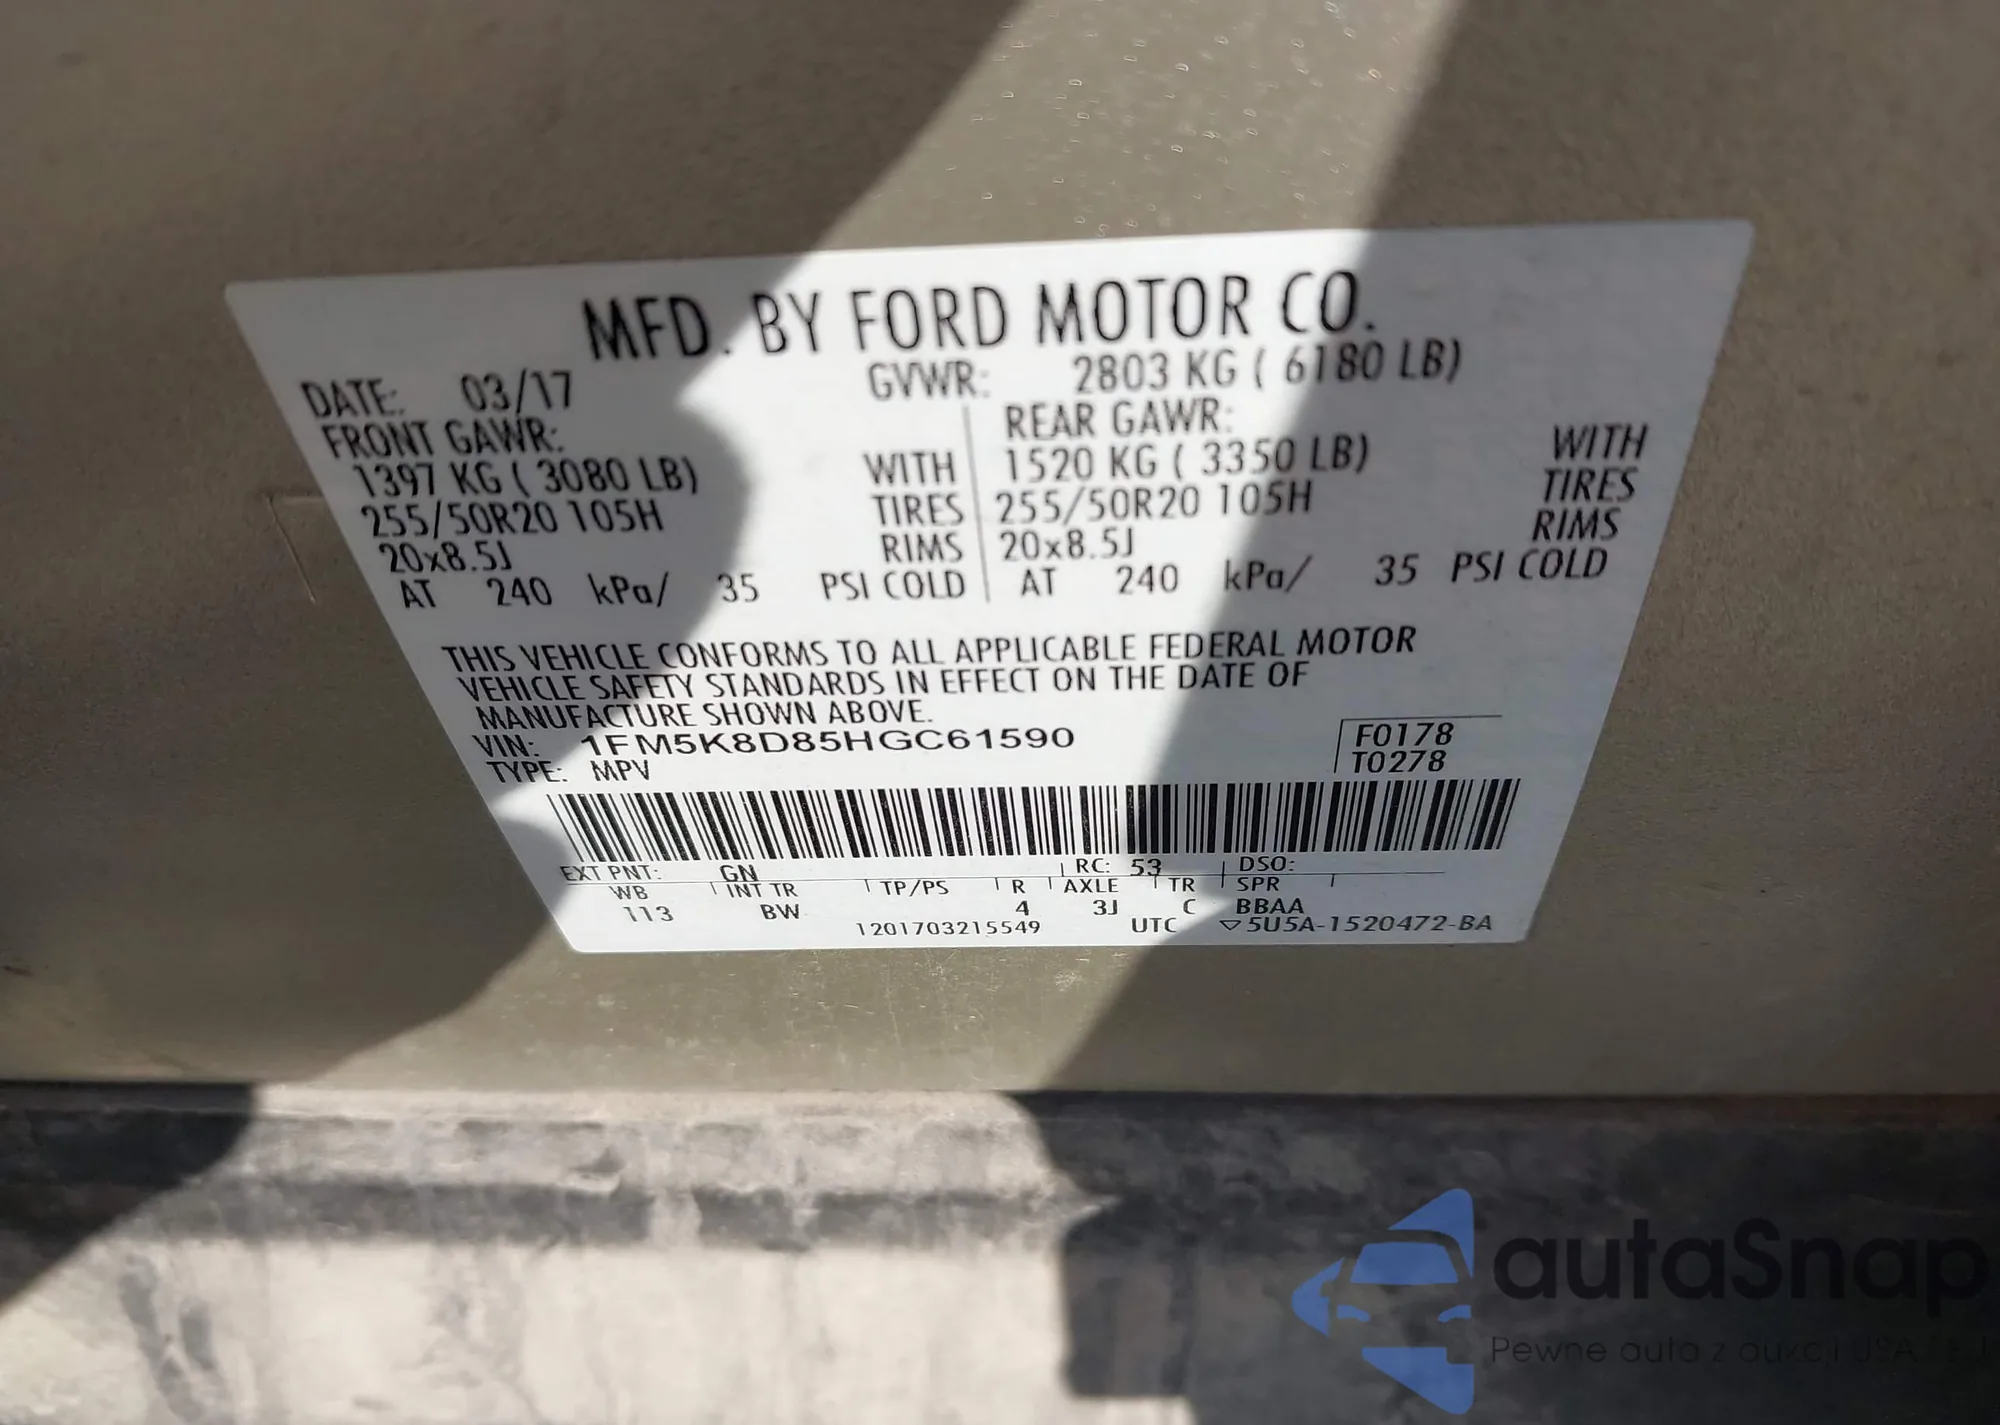 MFD. BY FORD MOTOR CO.
DATE: 03/17 GVWR: 2803 KG ( 6180 LB)
FRONT GAWR: REAR GAWR:
1397 KG ( 3080 LB) WITH 1520 KG ( 3350 LB) WITH
255/50R20 105H TIRES 255/50R20 105H TIRES
20x8.5J RIMS 20x8.5J RIMS
AT 240 kPa/ 35 PSI COLD AT 240 kPa/ 35 PSI COLD
THIS VEHICLE CONFORMS TO ALL APPLICABLE FEDERAL MOTOR
VEHICLE SAFETY STANDARDS IN EFFECT ON THE DATE OF
MANUFACTURE SHOWN ABOVE.
VIN: 1FM5K8D85HGC61590 F0178
TYPE: MPV T0278
EXT PNT: GN RC: 53 DSO:
WB INT TR TP/PS R AXLE TR SPR
113 BW 4 3J C BBAA
1201703215549 UTC ▽5U5A-1520472-BA
autaSnap
Pewne auta z aukcji USA